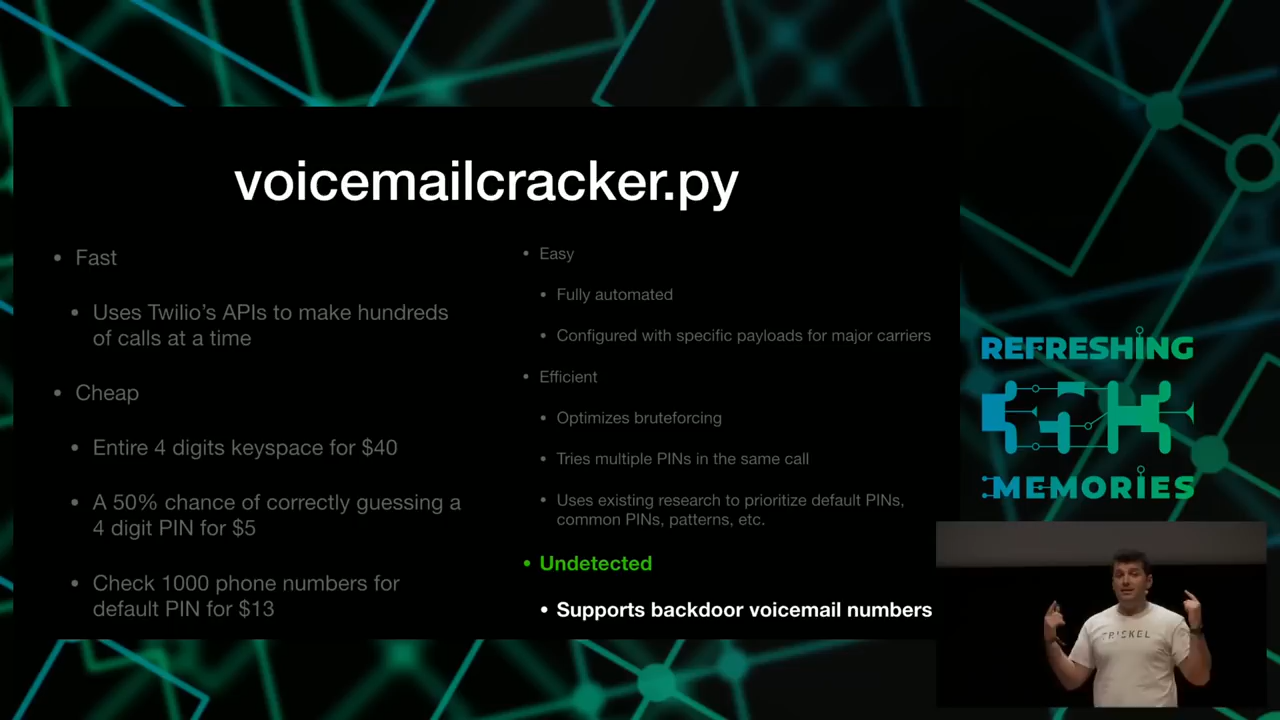 voicemailcracker.py
• Fast
• Uses Twilio's APIs to make hundreds
of calls at a time
• Cheap
• Entire 4 digits keyspace for $40
• A 50% chance of correctly guessing a
4 digit PIN for $5
• Check 1000 phone numbers for
default PIN for $13
• Easy
• Fully automated
• Configured with specific payloads for major carriers
• Efficient
• Optimizes bruteforcing
• Tries multiple PINs in the same call
• Uses existing research to prioritize default PINs,
common PINs, patterns, etc.
• Undetected
• Supports backdoor voicemail numbers
REFRESHING
MEMORIES
TRISKEL